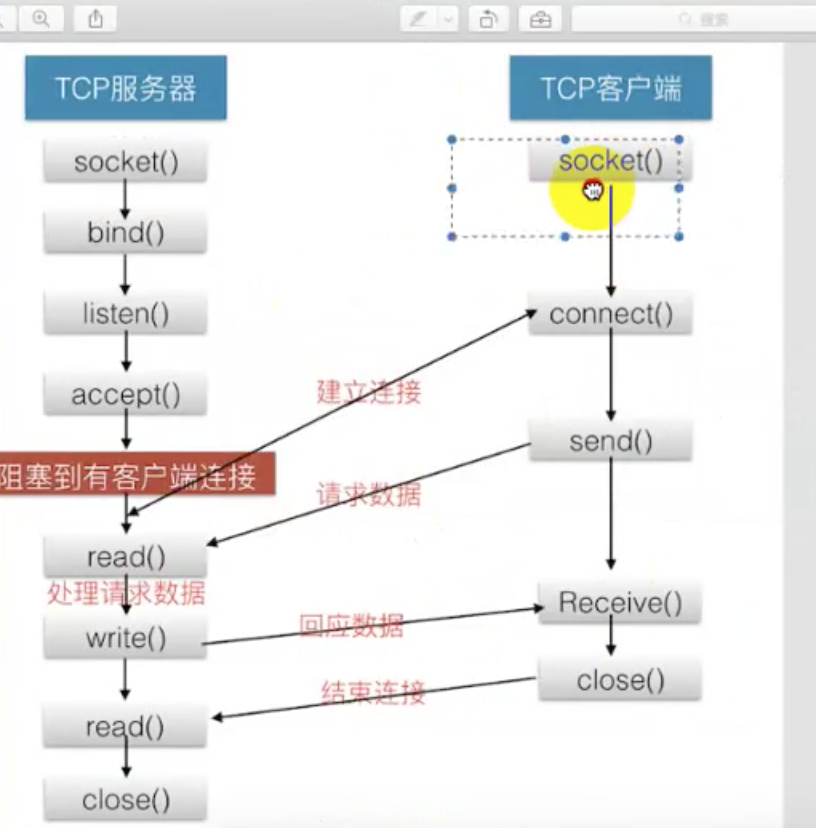 搜索
TCP服务器
TCP客户端
socket()
socket()
bind()
listen()
connect()
accept()
建立连接
send()
阻塞到有客户端连接
请求数据
read()
处理请求数据
Receive()
write()
回应数据
close()
结束连接
read()
close()